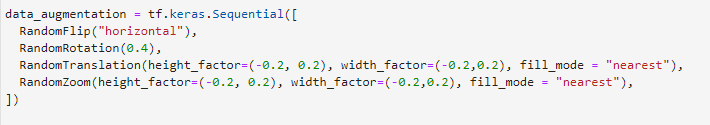 data_augmentation = tf.keras.Sequential([
  RandomFlip("horizontal"),
  RandomRotation(0.4),
  RandomTranslation(height_factor=(-0.2, 0.2), width_factor=(-0.2,0.2), fill_mode = "nearest"),
  RandomZoom(height_factor=(-0.2, 0.2), width_factor=(-0.2,0.2), fill_mode = "nearest"),
])